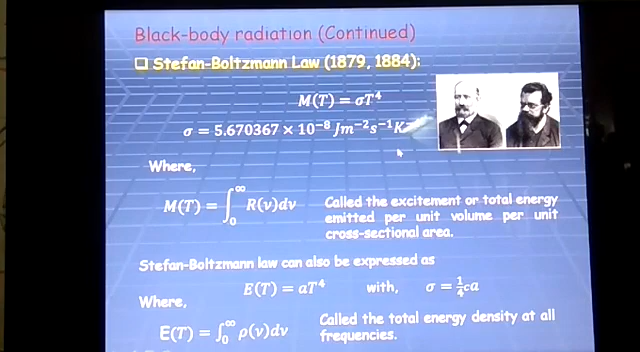 Black-body radiation (Continued)
❑ Stefan-Boltzmann Law (1879, 1884):
M(T) = σT⁴
σ = 5.670367 × 10⁻⁸ Jm⁻²s⁻¹K
Where,
M(T) = ∫₀^∞ R(ν)dν Called the excitement or total energy
emitted per unit volume per unit
cross-sectional area.
Stefan-Boltzmann law can also be expressed as
E(T) = aT⁴ with, σ = ¼ca
Where,
E(T) = ∫₀^∞ ρ(ν)dν Called the total energy density at all
frequencies.